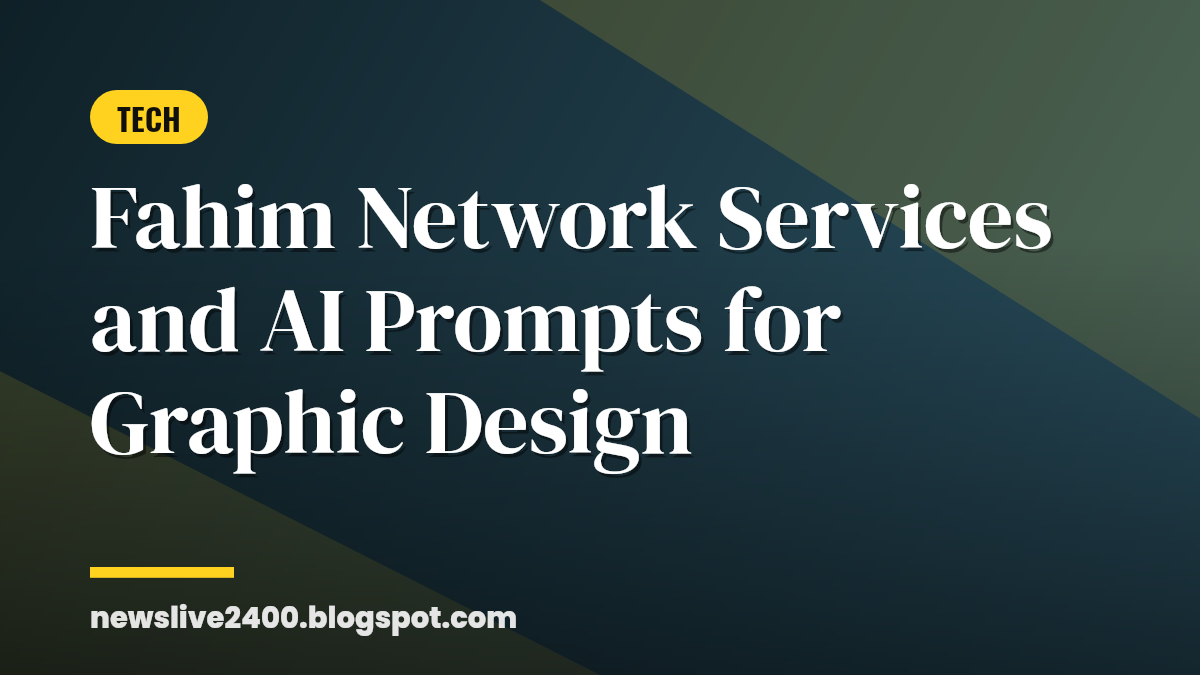 TECH
Fahim Network Services
and AI Prompts for
Graphic Design
newslive2400.blogspot.com